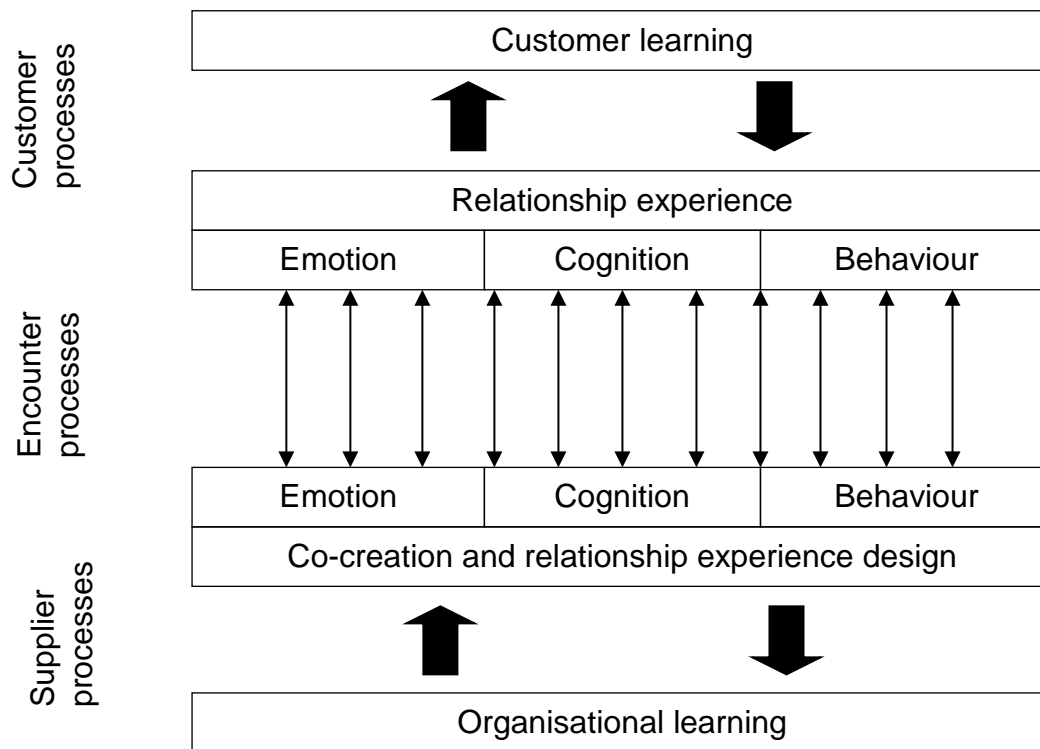 Customer
processes
Customer learning
Relationship experience
Emotion
Cognition
Behaviour
Encounter
processes
Emotion
Cognition
Behaviour
Co-creation and relationship experience design
Supplier
processes
Organisational learning